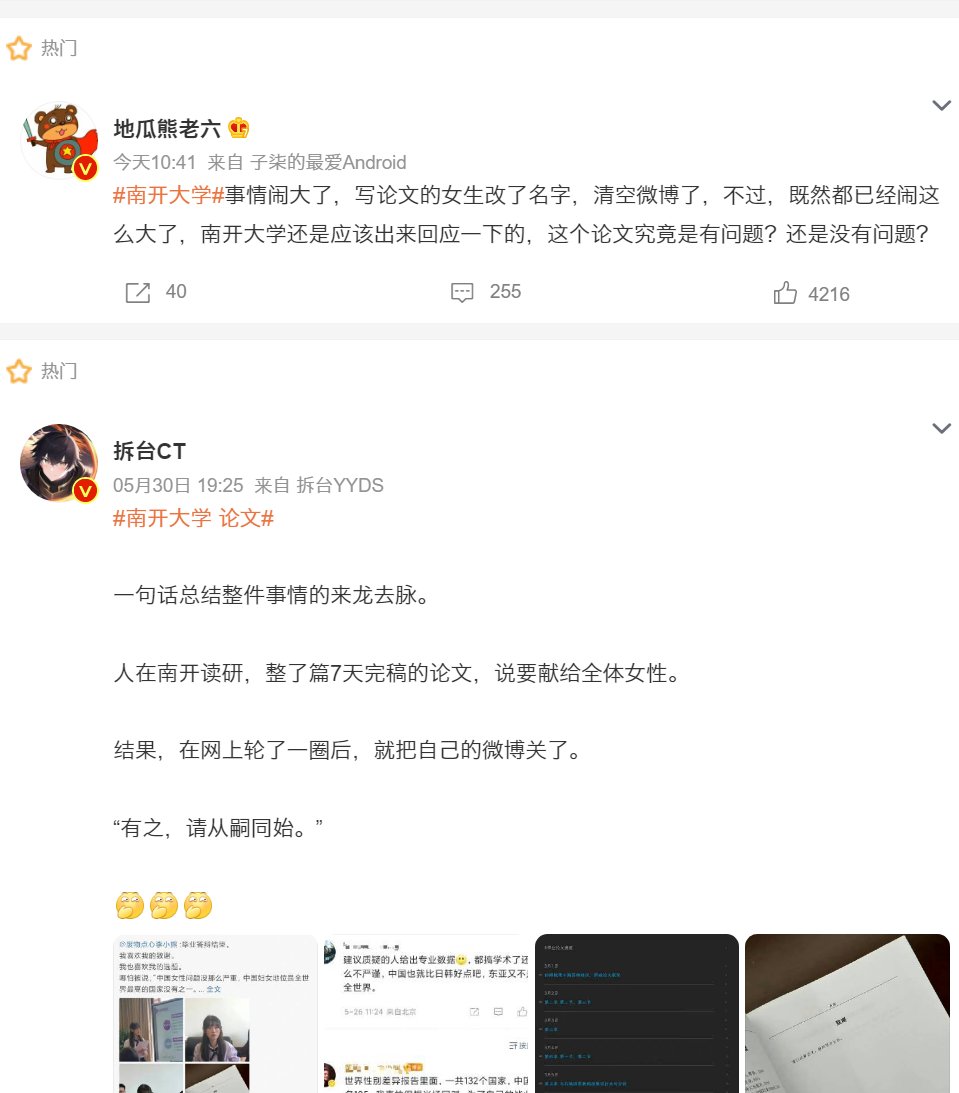 热门
地瓜熊老六
今天10:41 来自 子柒的最爱Android
#南开大学#事情闹大了，写论文的女生改了名字，清空微博了，不过，既然都已经闹这
么大了，南开大学还是应该出来回应一下的，这个论文究竟是有问题？还是没有问题？
40
255
4216
热门
拆台CT
05月30日 19:25 来自 拆台YYDS
#南开大学 论文#
一句话总结整件事情的来龙去脉。
人在南开读研，整了篇7天完稿的论文，说要献给全体女性。
结果，在网上轮了一圈后，就把自己的微博关了。
“有之，请从嗣同始。”
:毕业答辩结束。
我喜欢我的致谢。
我也喜欢我的选题。
哪怕被说，“中国女性问题没那么严重，中国妇女地位是全世
界最高的国家没有之一。... 全文
建议质疑的人给出专业数据
，都搞学术了还
么不严谨，中国也就比日韩好点吧，东亚又不是
全世界。
5-26 11:24 来自北京
世界性别差异报告里面，一共132个国家，中国
致谢